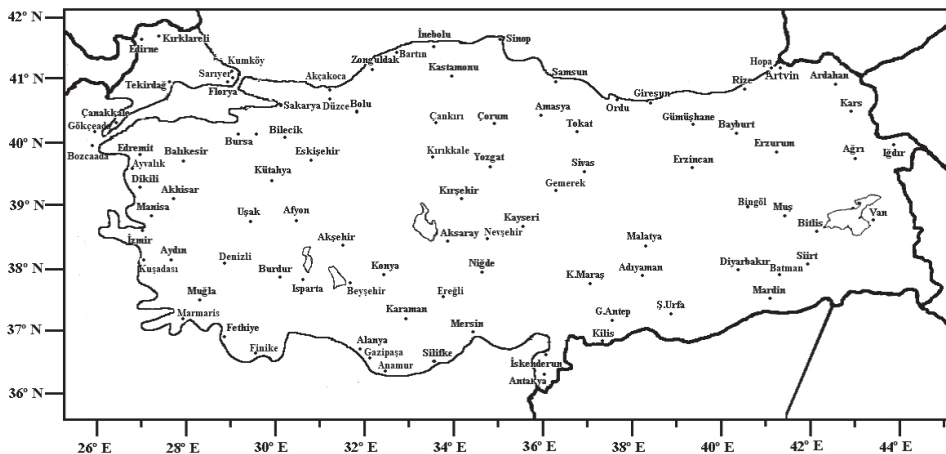 42° N
41° N
40° N
39° N
38° N
37° N
36° N
Edirne
Kırklareli
Kumköy
Sarıyer
Tekirdağ
Florya
Akçakoca
Zonguldak
Bartın
İnebolu
Sinop
Kastamonu
Samsun
Hopa
Artvin
Ardahan
Rize
Çanakkale
Gökçeada
Sakarya
Düzce
Bolu
Çankırı
Çorum
Amasya
Tokat
Ordu
Gireşun
Gümüşhane
Bayburt
Kars
Bozcaada
Edremit
Ayvalık
Balıkesir
Bursa
Bilecik
Eskişehir
Kırıkkale
Yozgat
Sivas
Erzincan
Erzurum
Ağrı
Iğdır
Dikili
Akhisar
Manisa
Kütahya
Kırşehir
Gemerek
Uşak
Afyon
Kayseri
Bingöl
Muş
Van
İzmir
Aydın
Kuşadası
Denizli
Akşehir
Aksaray
Nevşehir
Malatya
Bitlis
Siirt
Burdur
Isparta
Konya
Beyşehir
Niğde
K.Maraş
Adıyaman
Diyarbakır
Batman
Muğla
Marmaris
Karaman
Ereğli
G.Antep
Ş.Urfa
Mardin
Fethiye
Finike
Alanya
Gazipaşa
Anamur
Mersin
Silifke
Kilis
İskenderun
Antakya
26° E
28° E
30° E
32° E
34° E
36° E
38° E
40° E
42° E
44° E